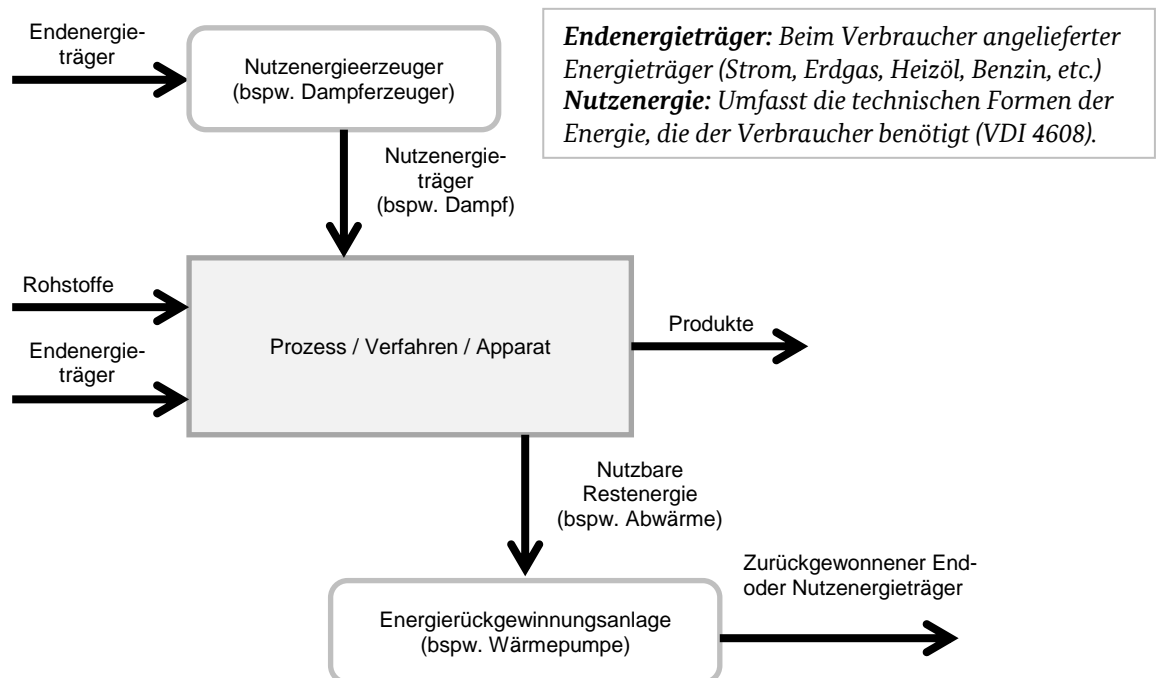 Endenergie-
träger
Nutzenergieerzeuger
(bspw. Dampferzeuger)
Endenergieträger: Beim Verbraucher angelieferter
Energieträger (Strom, Erdgas, Heizöl, Benzin, etc.)
Nutzenergie: Umfasst die technischen Formen der
Energie, die der Verbraucher benötigt (VDI 4608).
Nutzenergie-
träger
(bspw. Dampf)
Rohstoffe
Endenergie-
träger
Prozess / Verfahren / Apparat
Produkte
Nutzbare
Restenergie
(bspw. Abwärme)
Energierückgewinnungsanlage
(bspw. Wärmepumpe)
Zurückgewonnener End-
oder Nutzenergieträger